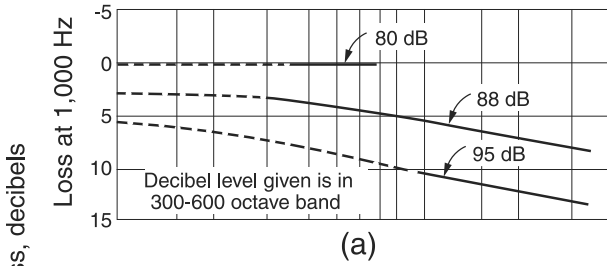 -5
80 dB
0
88 dB
5
95 dB
10
Decibel level given is in
300-600 octave band
15
(a)
Loss at 1,000 Hz
decibels